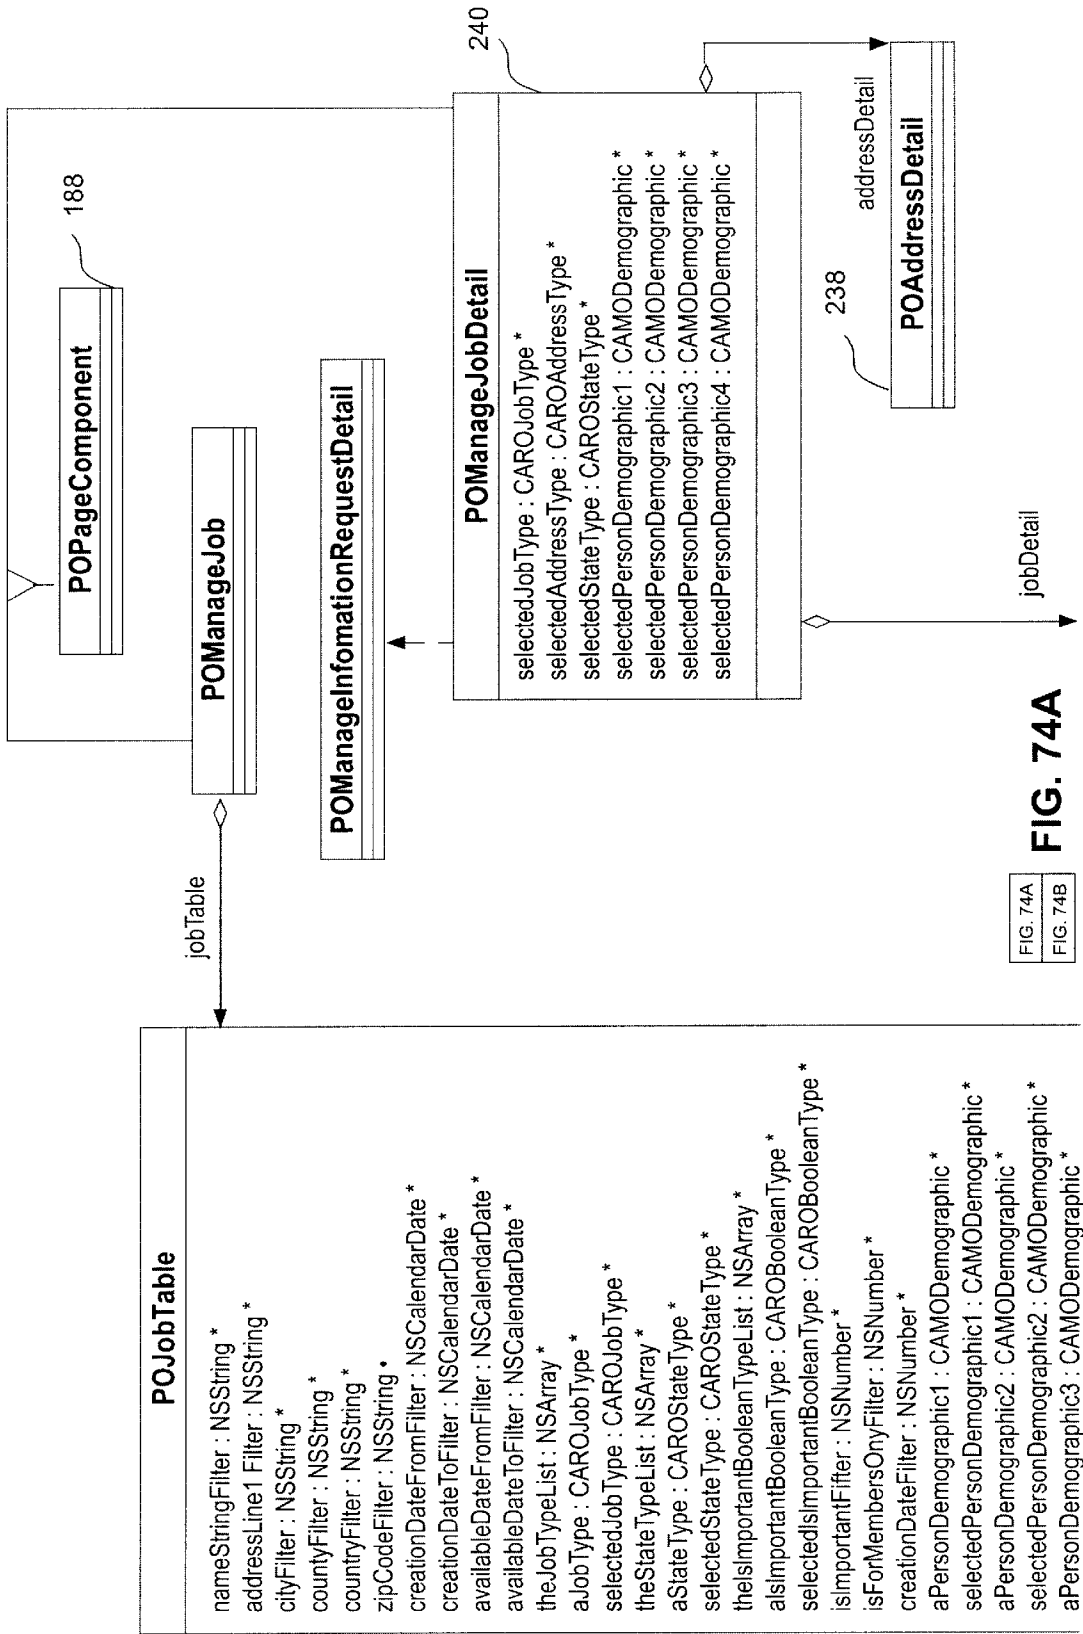 POJobTable
nameStringFilter : NSString *
addressLine1 Filter : NSString *
cityFilter : NSString *
countyFilter : NSString *
countryFilter : NSString *
zipCodeFilter : NSString •
creationDateFromFilter : NSCalendarDate *
creationDateToFilter : NSCalendarDate *
availableDateFromFilter : NSCalendarDate *
availableDateToFilter : NSCalendarDate *
theJobTypeList : NSArray *
aJobType : CAROJobType *
selectedJobType : CAROJobType *
theStateTypeList : NSArray *
aStateType : CAROStateType *
selectedStateType : CAROStateType *
theIsImportantBooleanTypeList : NSArray *
aIsImportantBooleanType : CAROBooleanType *
selectedIsImportantBooleanType : CAROBooleanType *
isImportantFiffer : NSNumber *
isForMembersOnyFilter : NSNumber *
creationDateFilter : NSNumber *
aPersonDemographic1 : CAMODemographic *
selectedPersonDemographic1 : CAMODemographic *
aPersonDemographic2 : CAMODemographic *
selectedPersonDemographic2 : CAMODemographic *
aPersonDemographic3 : CAMODemographic *
jobTable
POPageComponent
188
POManageJob
POManageInfomationRequestDetail
240
POManageJobDetail
selectedJobType : CAROJobType *
selectedAddressType : CAROAddressType *
selectedStateType : CAROStateType *
selectedPersonDemographic1 : CAMODemographic *
selectedPersonDemographic2 : CAMODemographic *
selectedPersonDemographic3 : CAMODemographic *
selectedPersonDemographic4 : CAMODemographic *
addressDetail
238
POAddressDetail
jobDetail
FIG. 74A
FIG. 74B
FIG. 74A